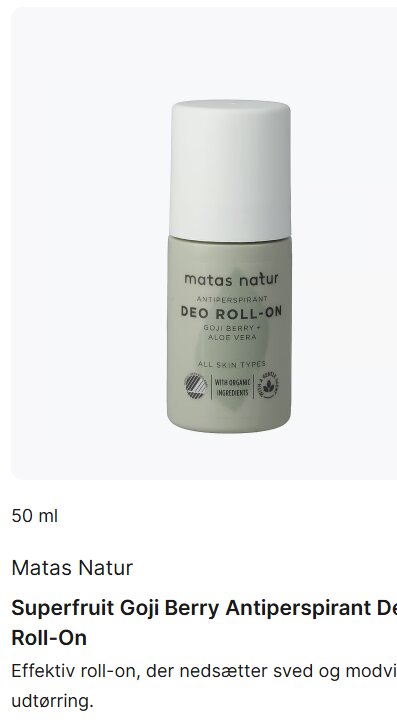 matas natur
ANTIPERSPIRANT
DEO ROLL-ON
GOJI BERRY +
ALOE VERA
ALL SKIN TYPES
WITH ORGANIC
INGREDIENTS
50 ml
Matas Natur
Superfruit Goji Berry Antiperspirant De
Roll-On
Effektiv roll-on, der nedsætter sved og modvi
udtørring.